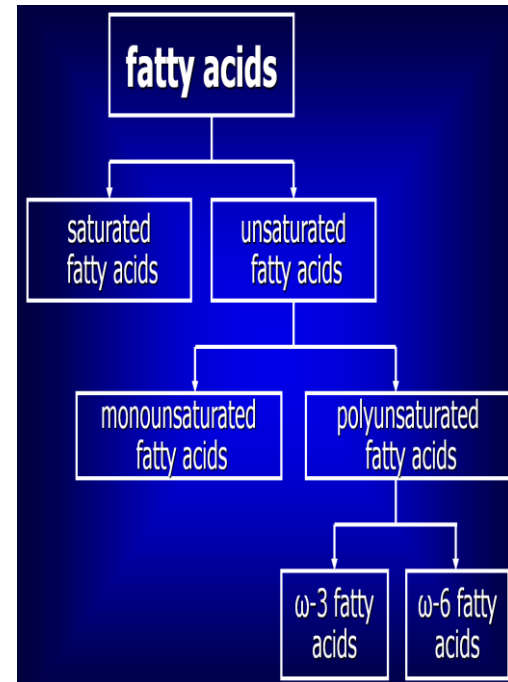 fatty acids
saturated
fatty acids
unsaturated
fatty acids
monounsaturated
fatty acids
polyunsaturated
fatty acids
ω-3 fatty
acids
ω-6 fatty
acids